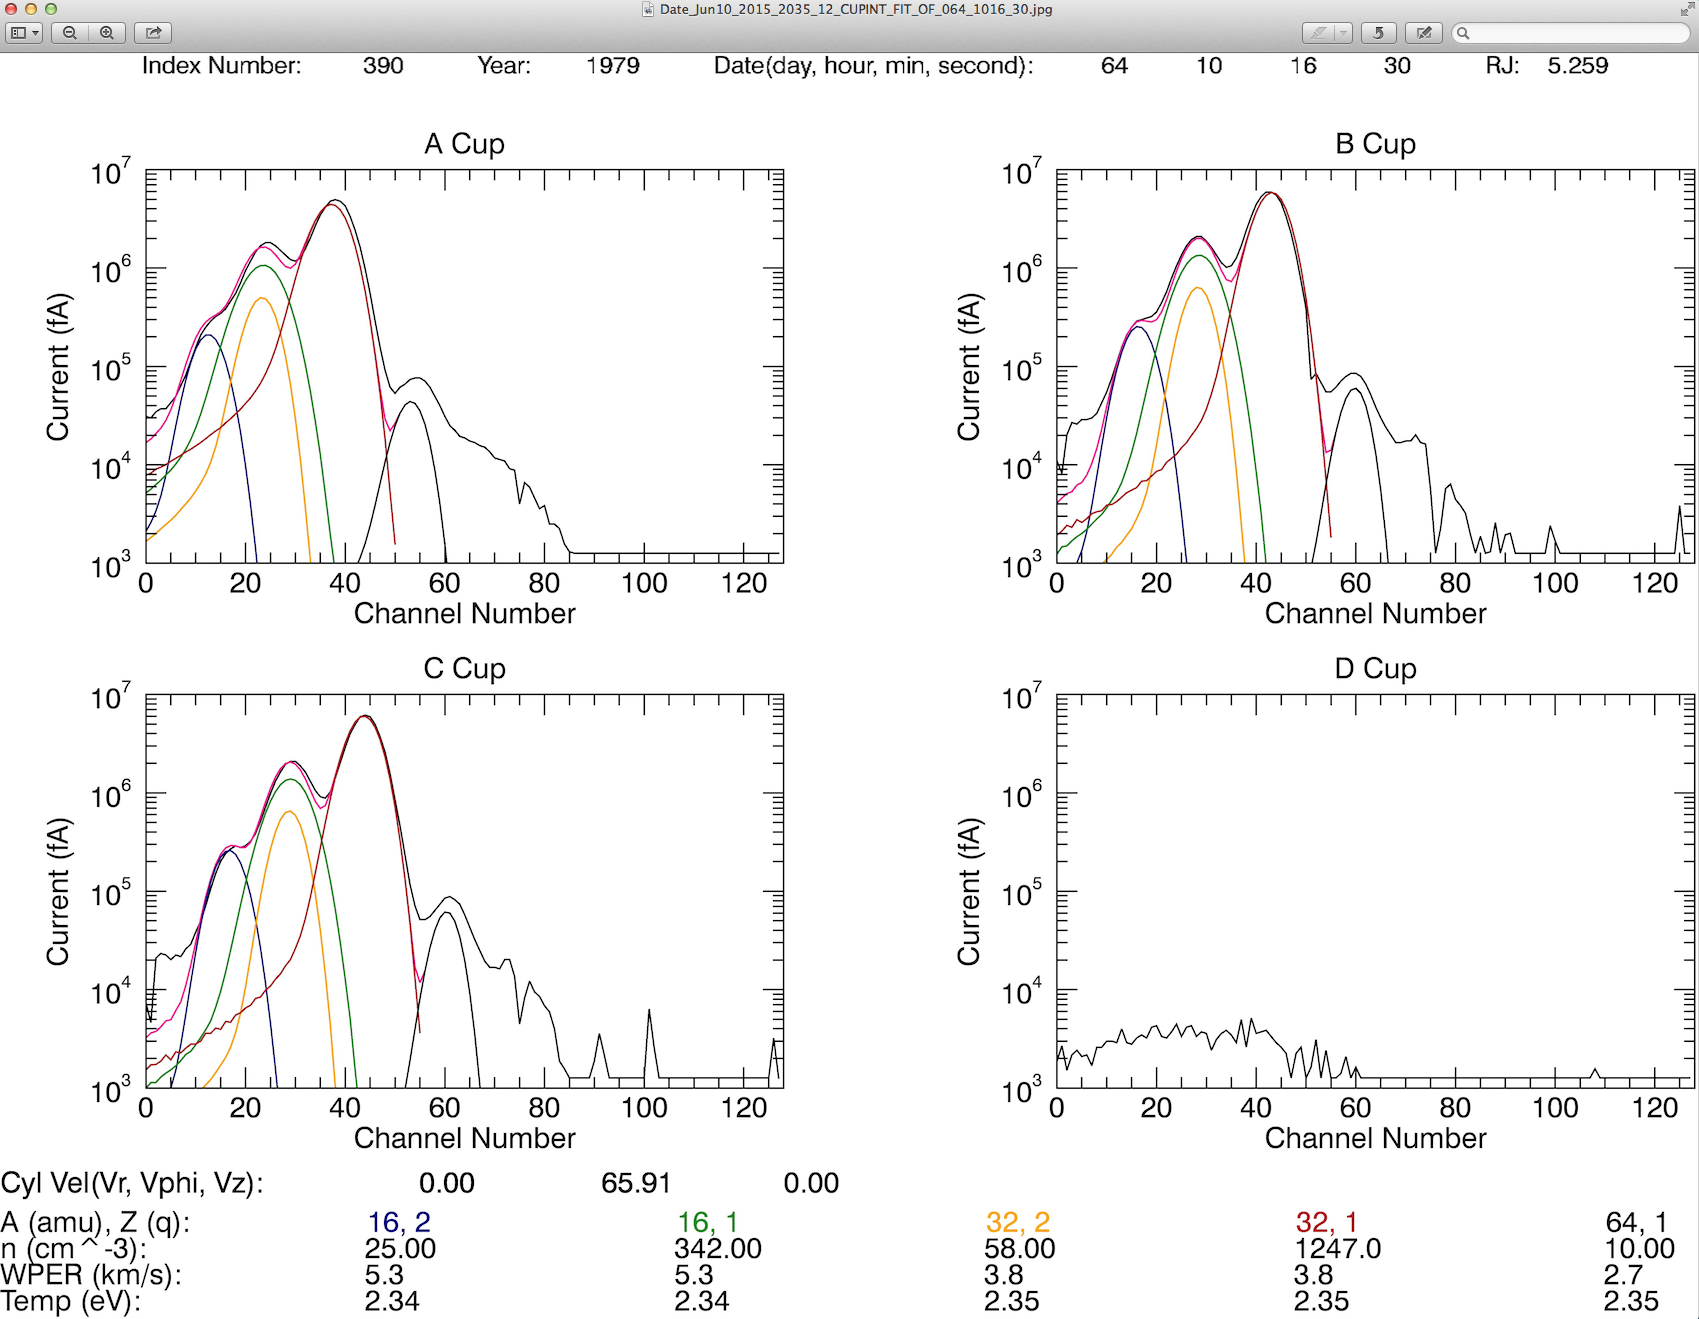 Date_Jun10_2015_2035_12_CUPINT_FIT_OF_064_1016_30.jpg
Index Number: 390 Year: 1979 Date(day, hour, min, second): 64 10 16 30 RJ: 5.259
A Cup
10^7
10^6
10^5
10^4
10^3
Current (fA)
0 20 40 60 80 100 120
Channel Number
B Cup
10^7
10^6
10^5
10^4
10^3
Current (fA)
0 20 40 60 80 100 120
Channel Number
C Cup
10^7
10^6
10^5
10^4
10^3
Current (fA)
0 20 40 60 80 100 120
Channel Number
D Cup
10^7
10^6
10^5
10^4
10^3
Current (fA)
0 20 40 60 80 100 120
Channel Number
Cyl Vel(Vr, Vphi, Vz): 0.00 65.91 0.00
A (amu), Z (q): 16, 2 16, 1 32, 2 32, 1 64, 1
n (cm^-3): 25.00 342.00 58.00 1247.0 10.00
WPER (km/s): 5.3 5.3 3.8 3.8 2.7
Temp (eV): 2.34 2.34 2.35 2.35 2.35